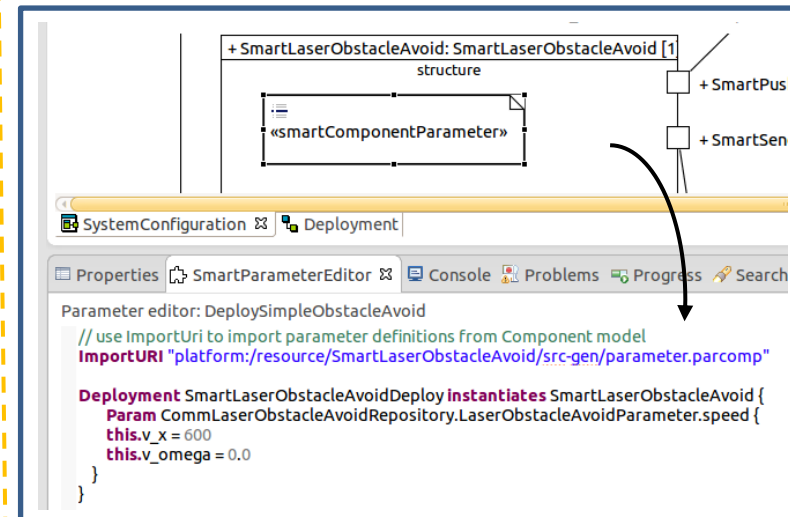 + SmartLaserObstacleAvoid: SmartLaserObstacleAvoid [1]
structure
«smartComponentParameter»
+ SmartPus
+ SmartSen
SystemConfiguration Deployment
Properties SmartParameterEditor Console Problems Progress Search
Parameter editor: DeploySimpleObstacleAvoid
// use ImportUri to import parameter definitions from Component model
ImportURI "platform:/resource/SmartLaserObstacleAvoid/src-gen/parameter.parcomp"
Deployment SmartLaserObstacleAvoidDeploy instantiates SmartLaserObstacleAvoid {
Param CommLaserObstacleAvoidRepository.LaserObstacleAvoidParameter.speed {
this.v_x = 600
this.v_omega = 0.0
}
}